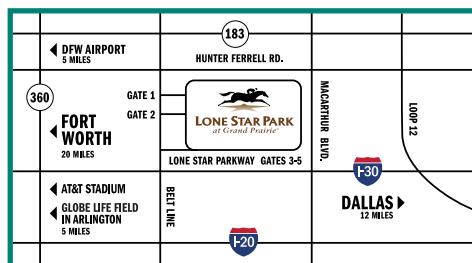 183
DFW AIRPORT
5 MILES
HUNTER FERRELL RD.
360
GATE 1
GATE 2
LONE STAR PARK
at Grand Prairie
FORT
WORTH
20 MILES
MACARTHUR BLVD.
LOOP 12
LONE STAR PARKWAY GATES 3-5
I-30
AT&T STADIUM
GLOBE LIFE FIELD
IN ARLINGTON
5 MILES
BELT LINE
DALLAS
12 MILES
I-20